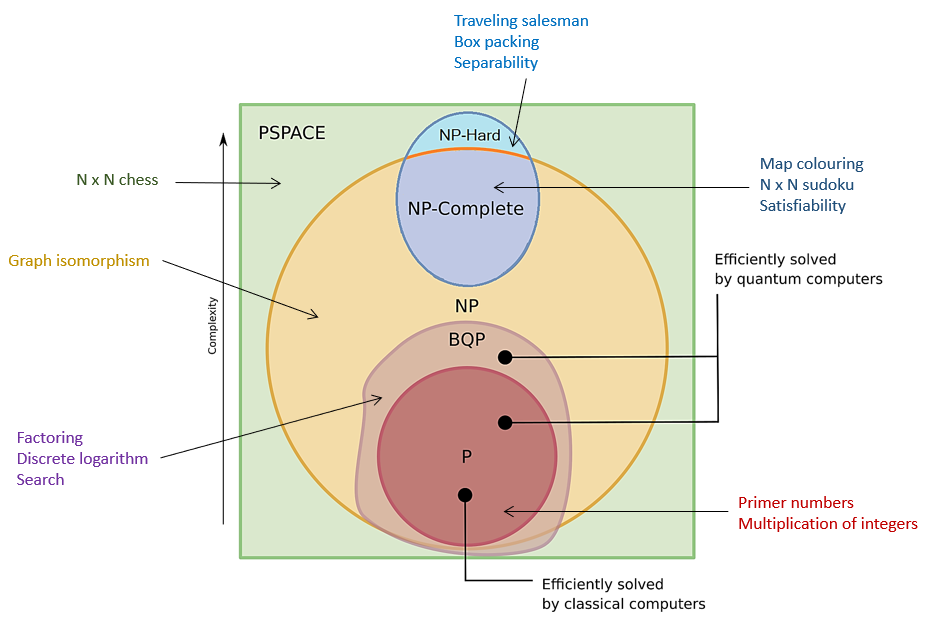 Traveling salesman
Box packing
Separability
PSPACE
NP-Hard
N x N chess
Map colouring
N x N sudoku
Satisfiability
NP-Complete
Graph isomorphism
Efficiently solved
by quantum computers
Complexity
NP
BQP
Factoring
Discrete logarithm
Search
P
Primer numbers
Multiplication of integers
Efficiently solved
by classical computers